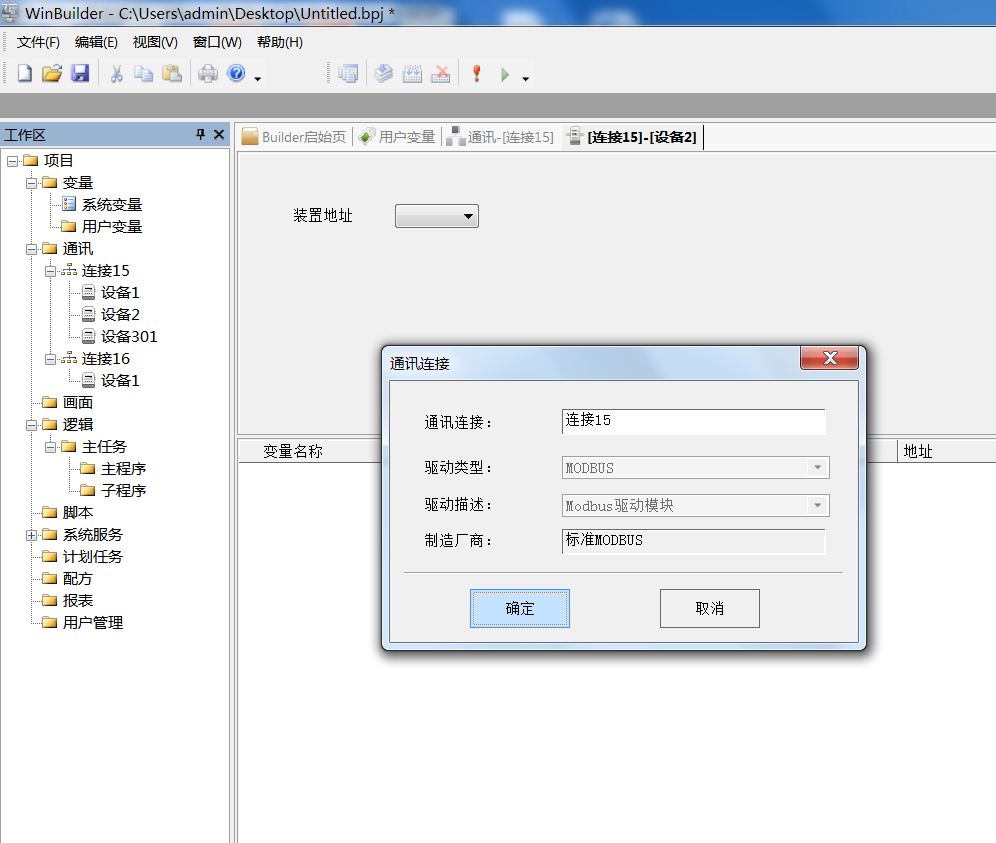 WinBuilder - C:\Users\admin\Desktop\Untitled.bpj *
文件(F) 编辑(E) 视图(V) 窗口(W) 帮助(H)
工作区
Builder启始页 用户变量 通讯-[连接15] [连接15]-[设备2]
项目
变量
系统变量
用户变量
通讯
连接15
设备1
设备2
设备301
连接16
设备1
画面
逻辑
主任务
主程序
子程序
脚本
系统服务
计划任务
配方
报表
用户管理
装置地址
变量名称 地址
通讯连接
通讯连接： 连接15
驱动类型： MODBUS
驱动描述： Modbus驱动模块
制造厂商： 标准MODBUS
确定 取消